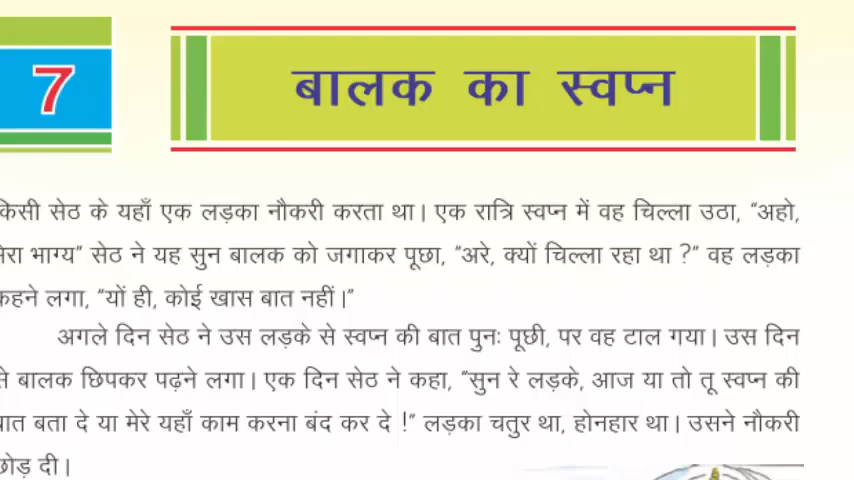 7
बालक का स्वप्न
किसी सेठ के यहाँ एक लड़का नौकरी करता था। एक रात्रि स्वप्न में वह चिल्ला उठा, "अहो,
मेरा भाग्य" सेठ ने यह सुन बालक को जगाकर पूछा, "अरे, क्यों चिल्ला रहा था ?" वह लड़का
कहने लगा, "यों ही, कोई खास बात नहीं।"
अगले दिन सेठ ने उस लड़के से स्वप्न की बात पुनः पूछी, पर वह टाल गया। उस दिन
से बालक छिपकर पढ़ने लगा। एक दिन सेठ ने कहा, "सुन रे लड़के, आज या तो तू स्वप्न की
बात बता दे या मेरे यहाँ काम करना बंद कर दे !" लड़का चतुर था, होनहार था। उसने नौकरी
छोड़ दी।